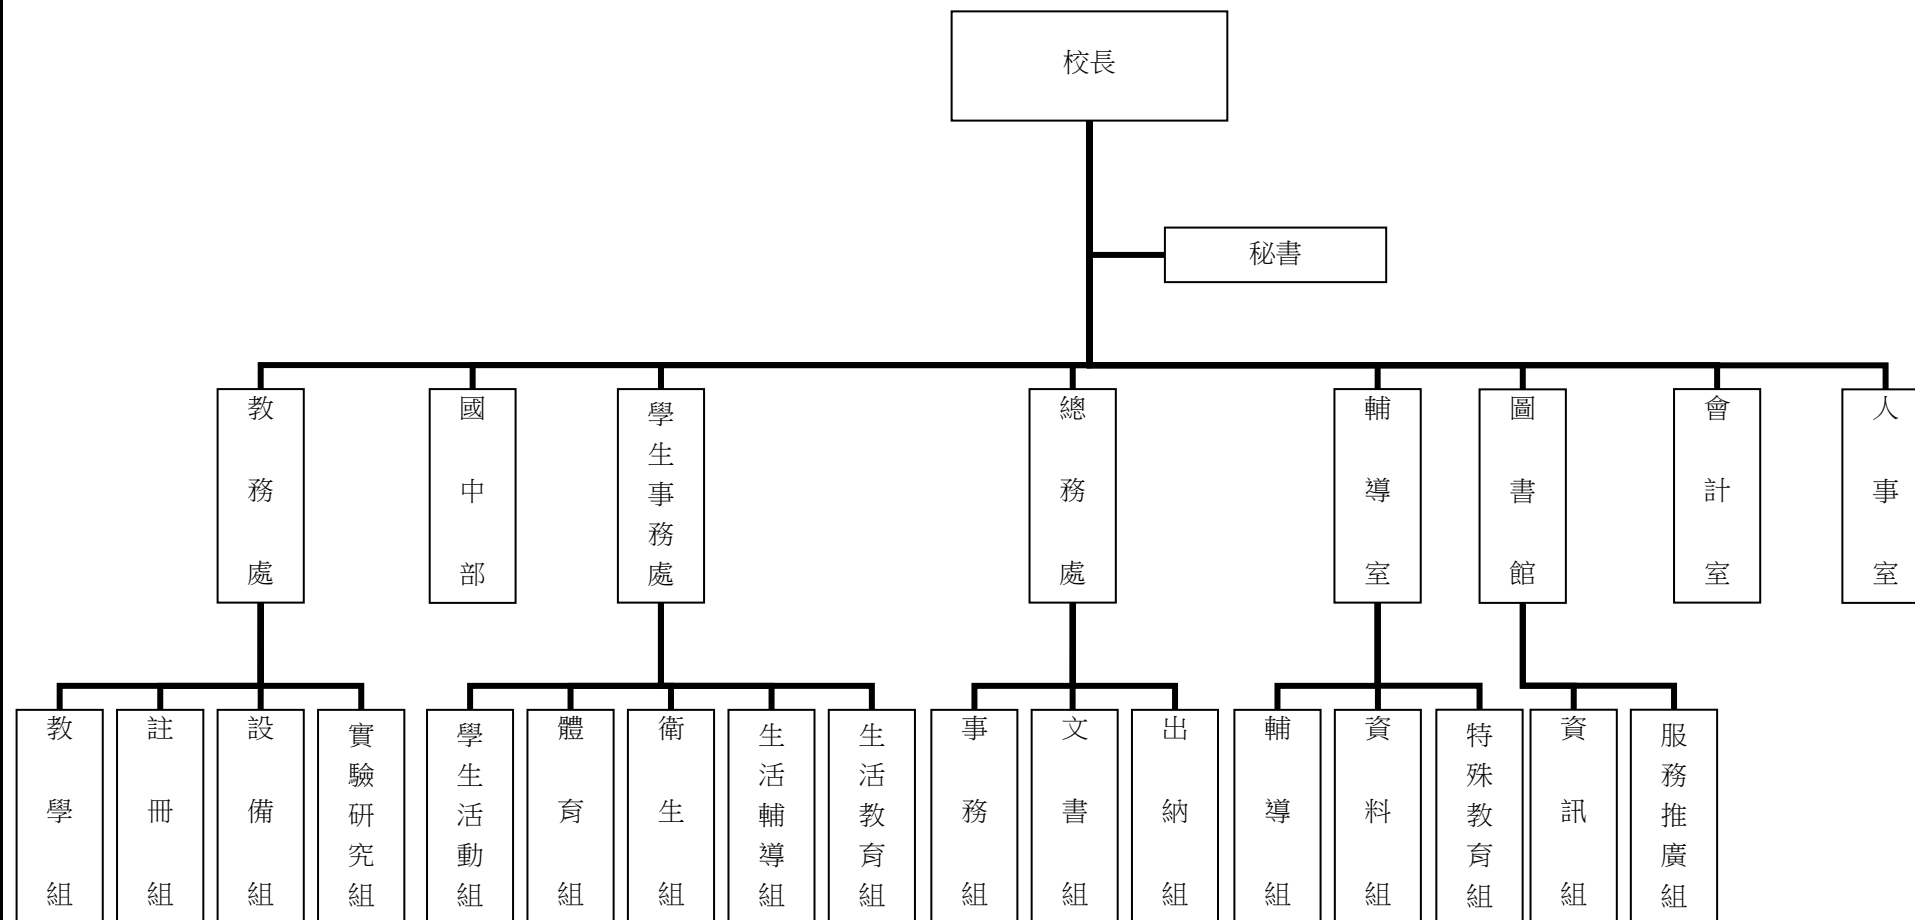 校長
秘書
教務處
國中部
學生事務處
總務處
輔導室
圖書館
會計室
人事室
教學組
註冊組
設備組
實驗研究組
學生活動組
體育組
衛生組
生活輔導組
生活教育組
事務組
文書組
出納組
輔導組
資料組
特殊教育組
資訊組
服務推廣組